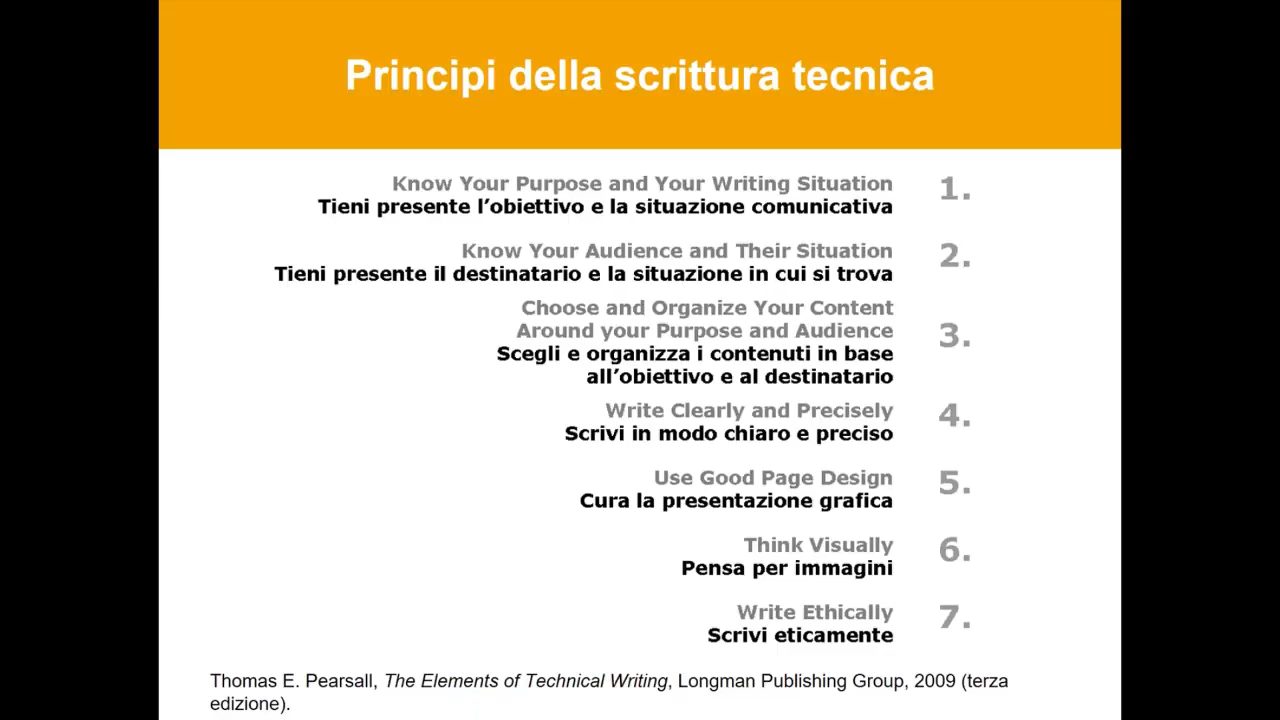 Principi della scrittura tecnica
Know Your Purpose and Your Writing Situation
Tieni presente l’obiettivo e la situazione comunicativa
1.
Know Your Audience and Their Situation
Tieni presente il destinatario e la situazione in cui si trova
2.
Choose and Organize Your Content
Around your Purpose and Audience
Scegli e organizza i contenuti in base
all’obiettivo e al destinatario
3.
Write Clearly and Precisely
Scrivi in modo chiaro e preciso
4.
Use Good Page Design
Cura la presentazione grafica
5.
Think Visually
Pensa per immagini
6.
Write Ethically
Scrivi eticamente
7.
Thomas E. Pearsall, The Elements of Technical Writing, Longman Publishing Group, 2009 (terza
edizione).